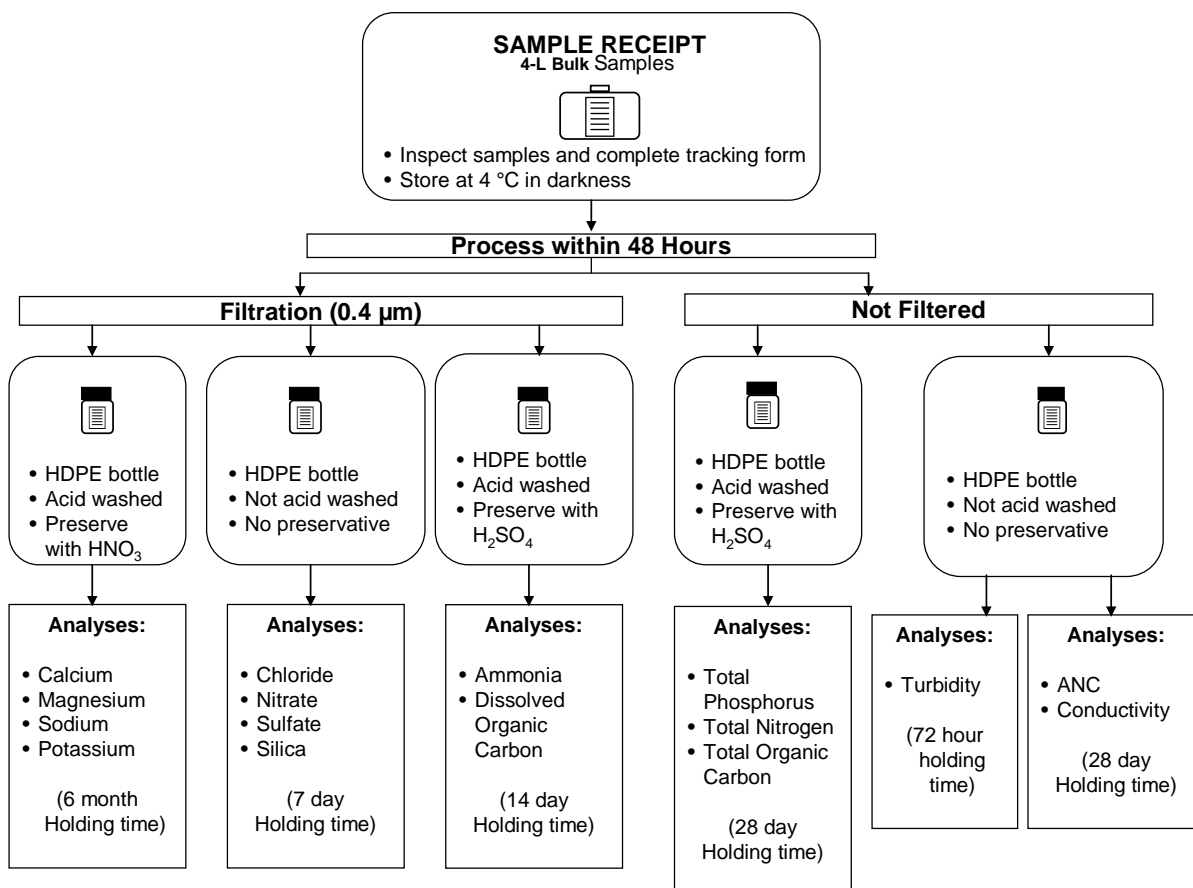 SAMPLE RECEIPT
4-L Bulk Samples
• Inspect samples and complete tracking form
• Store at 4 °C in darkness
Process within 48 Hours
Filtration (0.4 µm)
Not Filtered
• HDPE bottle
• Acid washed
• Preserve
with HNO₃
• HDPE bottle
• Not acid washed
• No preservative
• HDPE bottle
• Acid washed
• Preserve with
H₂SO₄
• HDPE bottle
• Acid washed
• Preserve with
H₂SO₄
• HDPE bottle
• Not acid washed
• No preservative
Analyses:
• Calcium
• Magnesium
• Sodium
• Potassium
(6 month
Holding time)
Analyses:
• Chloride
• Nitrate
• Sulfate
• Silica
(7 day
Holding time)
Analyses:
• Ammonia
• Dissolved
Organic
Carbon
(14 day
Holding time)
Analyses:
• Total
Phosphorus
• Total Nitrogen
• Total Organic
Carbon
(28 day
Holding time)
Analyses:
• Turbidity
(72 hour
holding
time)
Analyses:
• ANC
• Conductivity
(28 day
Holding time)